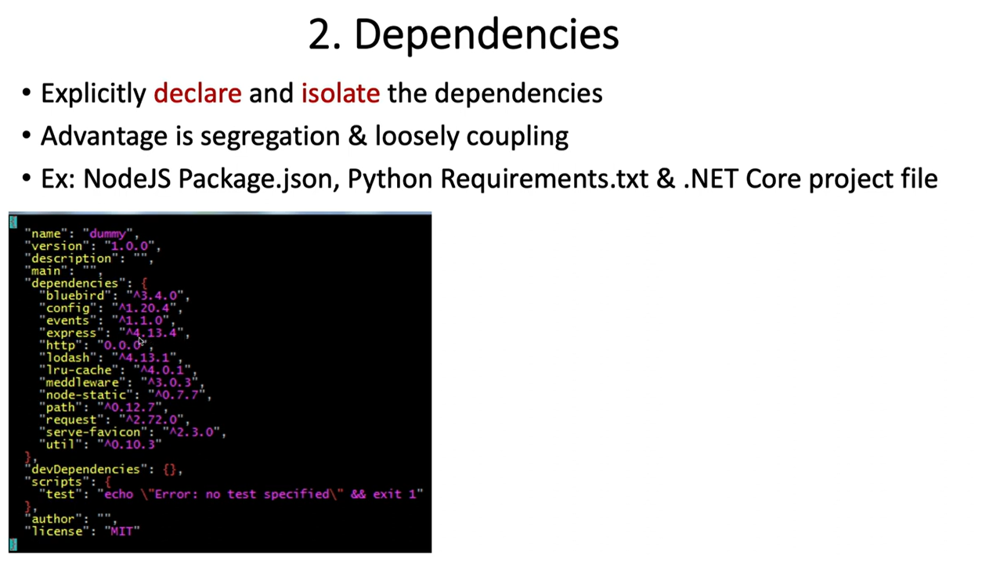 2. Dependencies
• Explicitly declare and isolate the dependencies
• Advantage is segregation & loosely coupling
• Ex: NodeJS Package.json, Python Requirements.txt & .NET Core project file
{
"name": "dummy",
"version": "1.0.0",
"description": "",
"main": "",
"dependencies": {
"bluebird": "^3.4.0",
"config": "^1.20.4",
"events": "^1.1.0",
"express": "^4.13.4",
"http": "0.0.0",
"lodash": "^4.13.1",
"lru-cache": "^4.0.1",
"meddleware": "^3.0.3",
"node-static": "^0.7.7",
"path": "^0.12.7",
"request": "^2.72.0",
"serve-favicon": "^2.3.0",
"util": "^0.10.3"
},
"devDependencies": {},
"scripts": {
"test": "echo \"Error: no test specified\" && exit 1"
},
"author": "",
"license": "MIT"
}